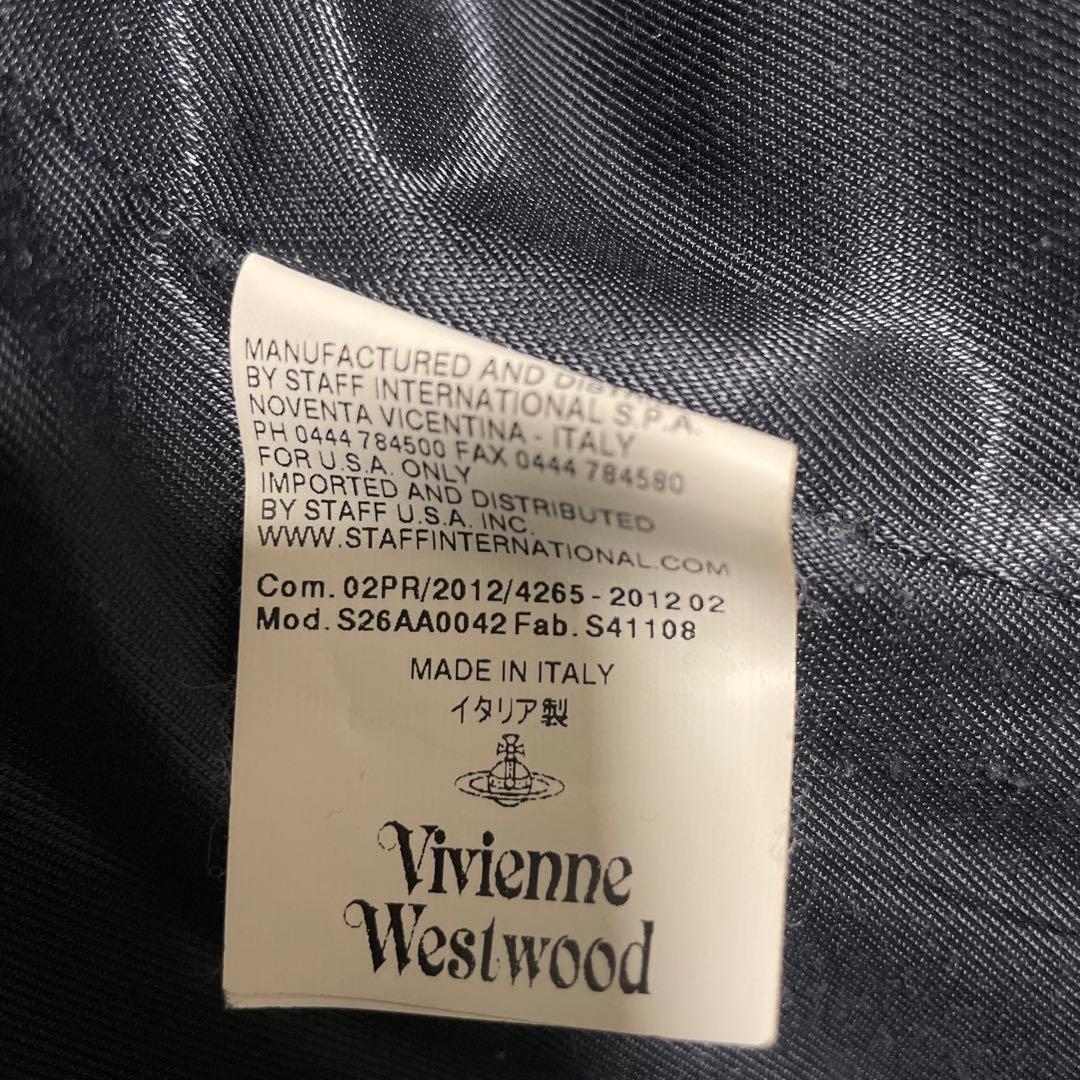 MANUFACTURED AND
BY STAFF INTERNATIONAL S.P.A.
NOVENTA VICENTINA - ITALY
PH 0444 784500 FAX 0444 784580
FOR U.S.A. ONLY
IMPORTED AND DISTRIBUTED
BY STAFF U.S.A. INC.
WWW.STAFFINTERNATIONAL.COM
Com. 02PR/2012/4265 - 2012 02
Mod. S26AA0042 Fab. S41108
MADE IN ITALY
イタリア製
Vivienne
Westwood